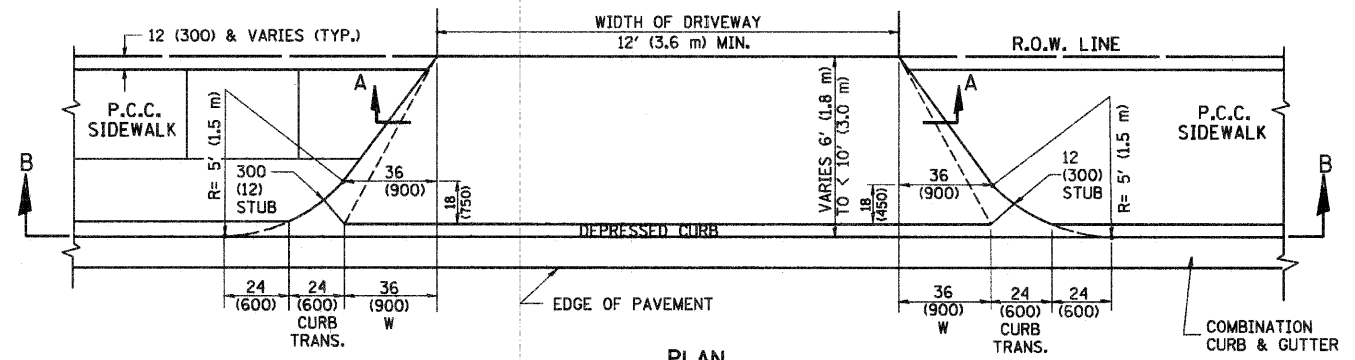 12 (300) & VARIES (TYP.)
WIDTH OF DRIVEWAY
12' (3.6 m) MIN.
R.O.W. LINE
A
A
P.C.C.
SIDEWALK
P.C.C.
SIDEWALK
R= 5' (1.5 m)
VARIES 6' (1.8 m)
TO < 10' (3.0 m)
R= 5' (1.5 m)
B
B
300
(12)
STUB
36
(900)
18
(750)
36
(900)
18
(450)
12
(300)
STUB
DEPRESSED CURB
24
(600)
24
(600)
CURB
TRANS.
36
(900)
W
EDGE OF PAVEMENT
36
(900)
W
24
(600)
CURB
TRANS.
24
(600)
COMBINATION
CURB & GUTTER
PLAN